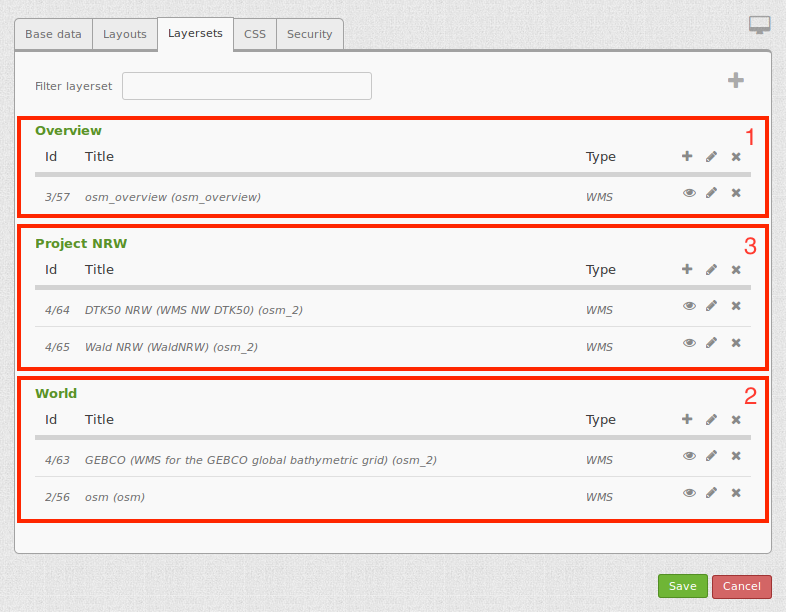 Base data Layouts Layersets CSS Security
Filter layerset
Overview 1
Id Title Type
3/57 osm_overview (osm_overview) WMS
Project NRW 3
Id Title Type
4/64 DTK50 NRW (WMS NW DTK50) (osm_2) WMS
4/65 Wald NRW (WaldNRW) (osm_2) WMS
World 2
Id Title Type
4/63 GEBCO (WMS for the GEBCO global bathymetric grid) (osm_2) WMS
2/56 osm (osm) WMS
Save Cancel